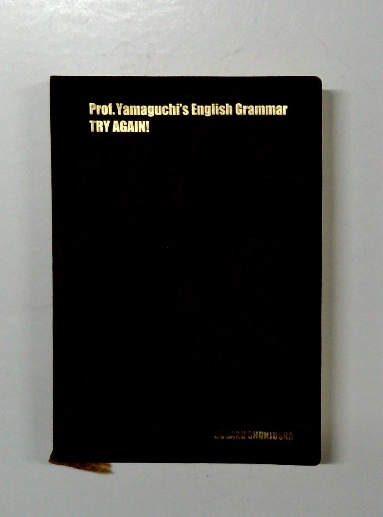 Prof. Yamaguchi's English Grammar
TRY AGAIN!